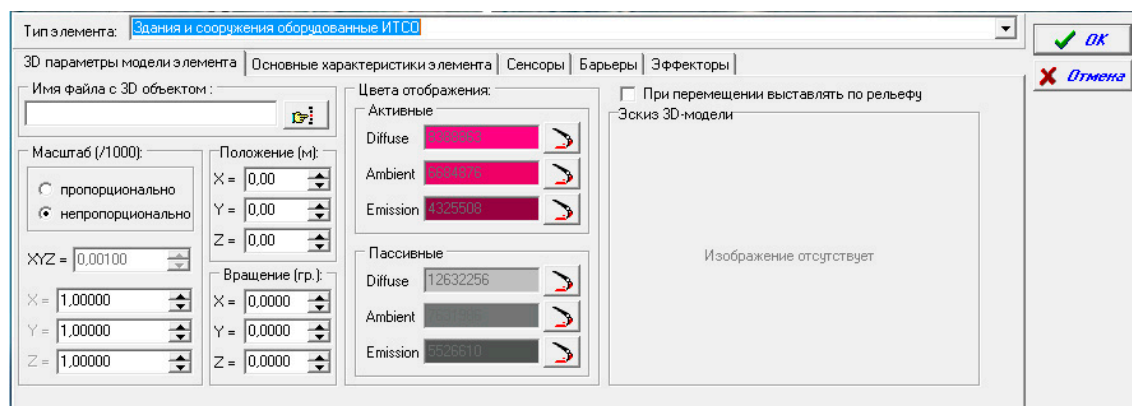 Тип элемента: Здания и сооружения оборудованные ИТСО
OK
Отмена
3D параметры модели элемента Основные характеристики элемента Сенсоры Барьеры Эффекторы
Имя файла с 3D объектом :
Масштаб (/1000):
пропорционально
непропорционально
XYZ = 0,00100
X = 1,00000
Y = 1,00000
Z = 1,00000
Положение (м):
X = 0,00
Y = 0,00
Z = 0,00
Вращение (гр.):
X = 0,0000
Y = 0,0000
Z = 0,0000
Цвета отображения:
Активные
Diffuse 8388863
Ambient 6684876
Emission 4325508
Пассивные
Diffuse 12632256
Ambient
Emission 5526610
При перемещении выставлять по рельефу
Эскиз 3D-модели
Изображение отсутствует